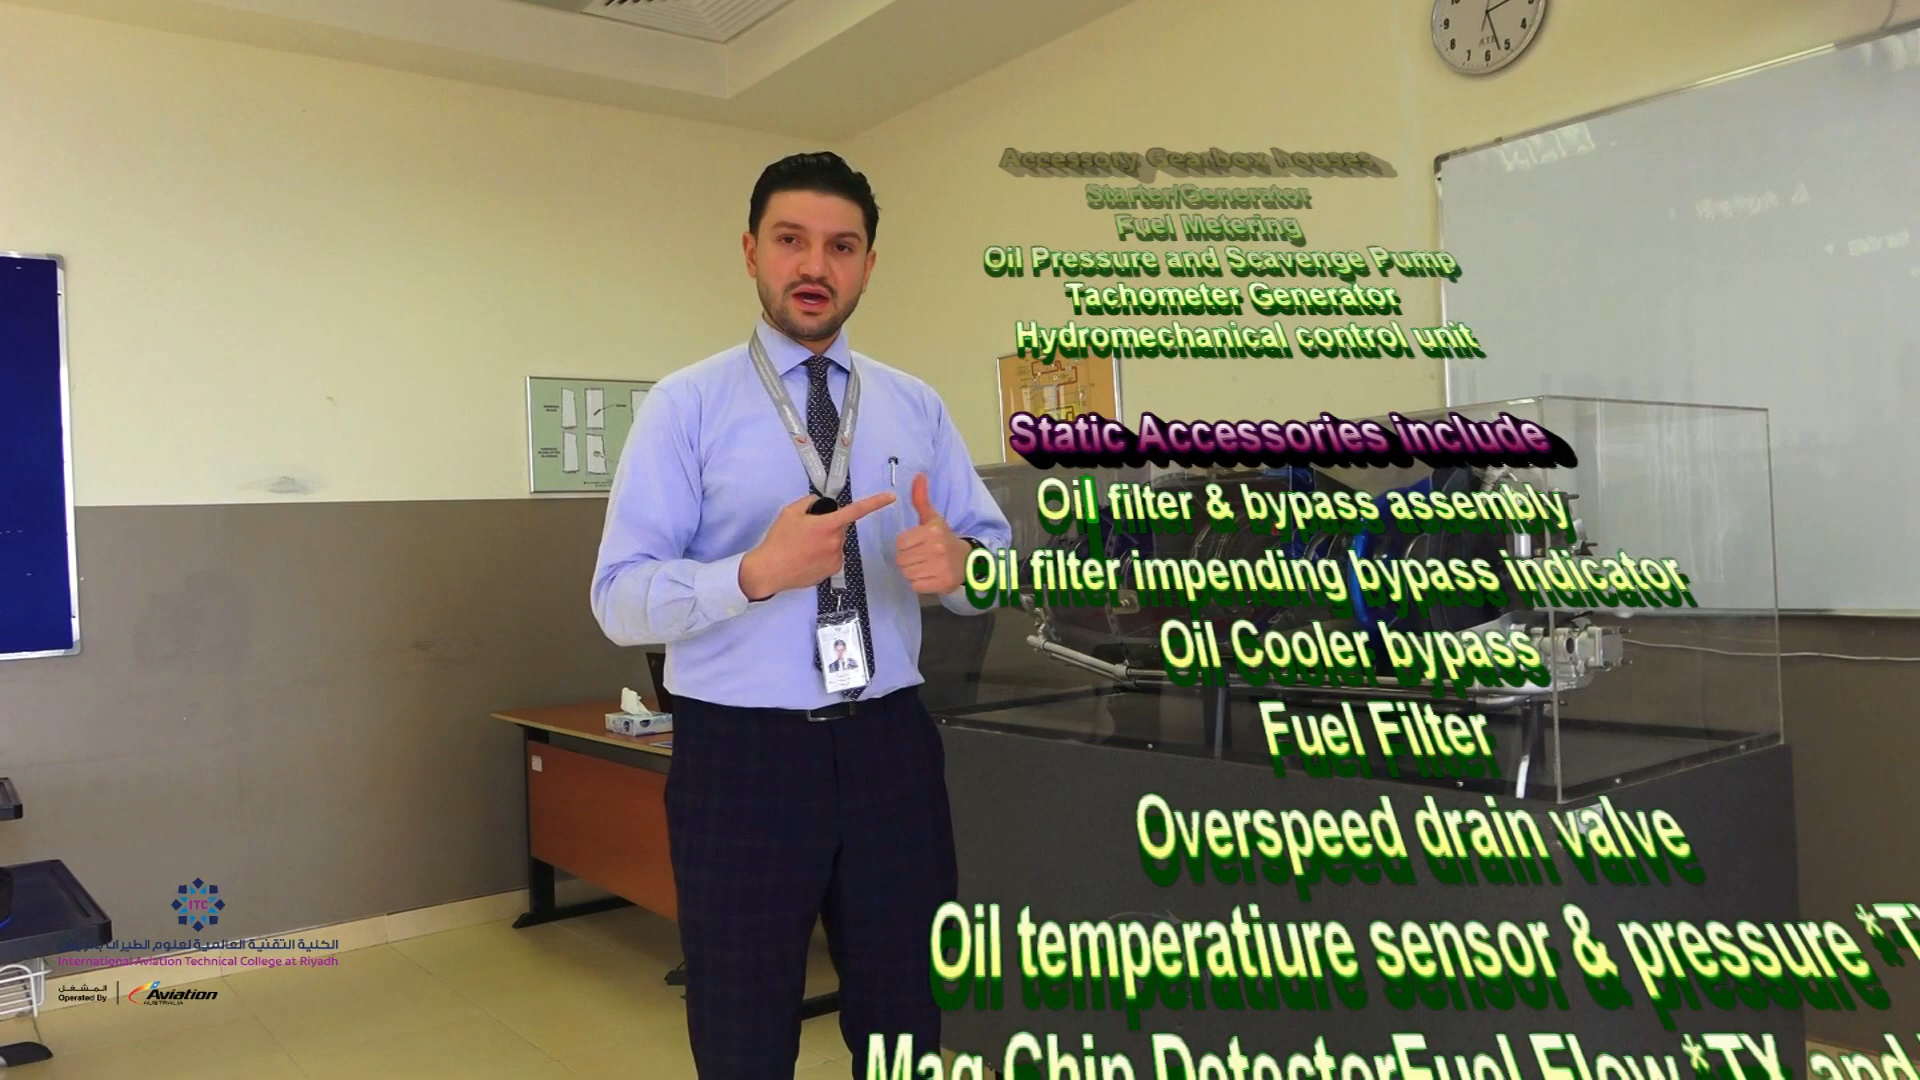 Accessory Gearbox houses
Starter/Generator
Fuel Metering
Oil Pressure and Scavenge Pump
Tachometer Generator
Hydromechanical control unit
Static Accessories include
Oil filter & bypass assembly
Oil filter impending bypass indicator
Oil Cooler bypass
Fuel Filter
Overspeed drain valve
Oil temperatiure sensor & pressure *T
Mag Chip DetectorFuel Flow *TX and
ITC
الكلية التقنية العالمية لعلوم الطيران بالرياض
International Aviation Technical College at Riyadh
المشغل
Operated By
Aviation
AUSTRALIA